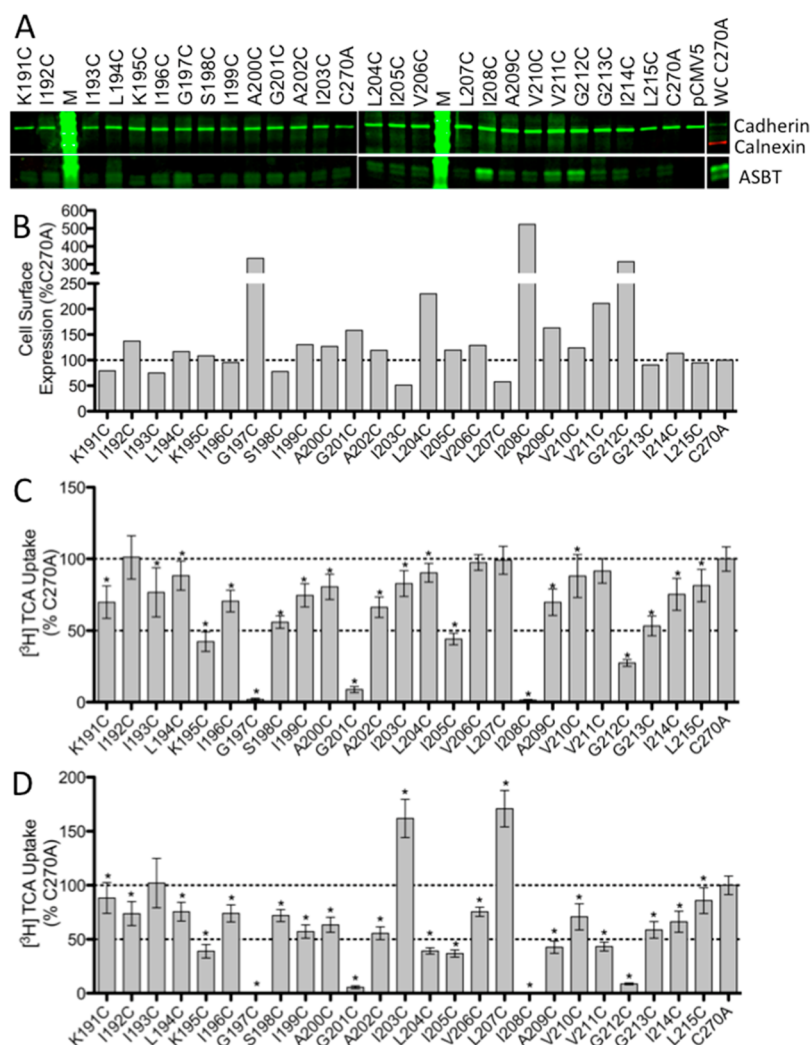 A
K191C I192C M I193C L194C K195C I196C G197C S198C I199C A200C G201C A202C I203C C270A L204C I205C V206C M L207C I208C A209C V210C V211C G212C G213C I214C L215C C270A pCMV5 WC C270A
Cadherin
Calnexin
ASBT
B
Cell Surface
Expression (%C270A)
600
500
400
300
250
200
150
100
50
0
K191C I192C I193C L194C K195C I196C G197C S198C I199C A200C G201C A202C I203C L204C I205C V206C L207C I208C A209C V210C V211C G212C G213C I214C L215C C270A
C
[³H] TCA Uptake
(% C270A)
150
100
50
0
* * * * * * * * * * * * * * * * * * * * *
K191C I192C I193C L194C K195C I196C G197C S198C I199C A200C G201C A202C I203C L204C I205C V206C L207C I208C A209C V210C V211C G212C G213C I214C L215C C270A
D
[³H] TCA Uptake
(% C270A)
200
150
100
50
0
* * * * * * * * * * * * * * * * * * * * * * * *
K191C I192C I193C L194C K195C I196C G197C S198C I199C A200C G201C A202C I203C L204C I205C V206C L207C I208C A209C V210C V211C G212C G213C I214C L215C C270A